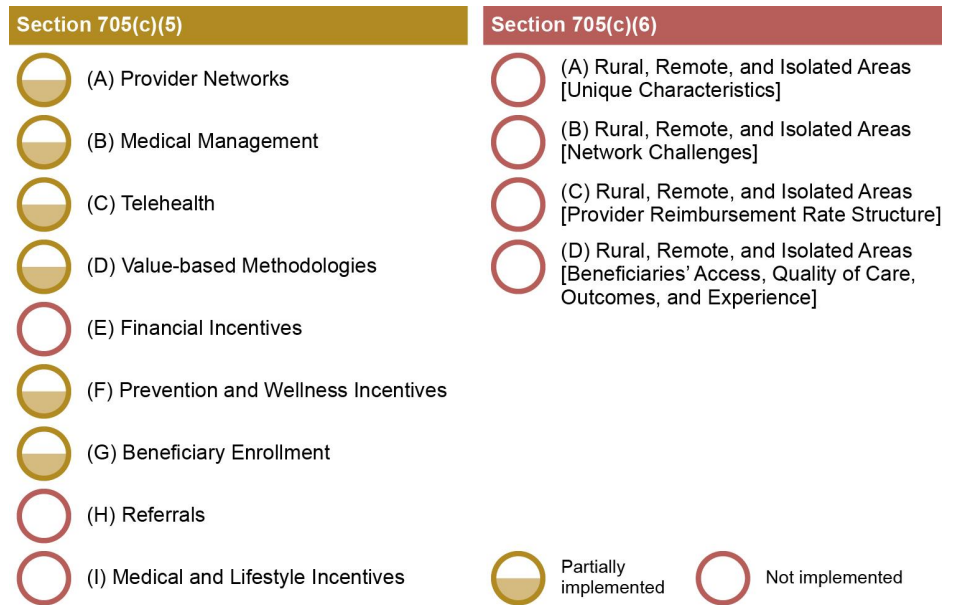 Section 705(c)(5)
(A) Provider Networks
(B) Medical Management
(C) Telehealth
(D) Value-based Methodologies
(E) Financial Incentives
(F) Prevention and Wellness Incentives
(G) Beneficiary Enrollment
(H) Referrals
(I) Medical and Lifestyle Incentives
Section 705(c)(6)
(A) Rural, Remote, and Isolated Areas
[Unique Characteristics]
(B) Rural, Remote, and Isolated Areas
[Network Challenges]
(C) Rural, Remote, and Isolated Areas
[Provider Reimbursement Rate Structure]
(D) Rural, Remote, and Isolated Areas
[Beneficiaries’ Access, Quality of Care,
Outcomes, and Experience]
Partially
implemented
Not implemented